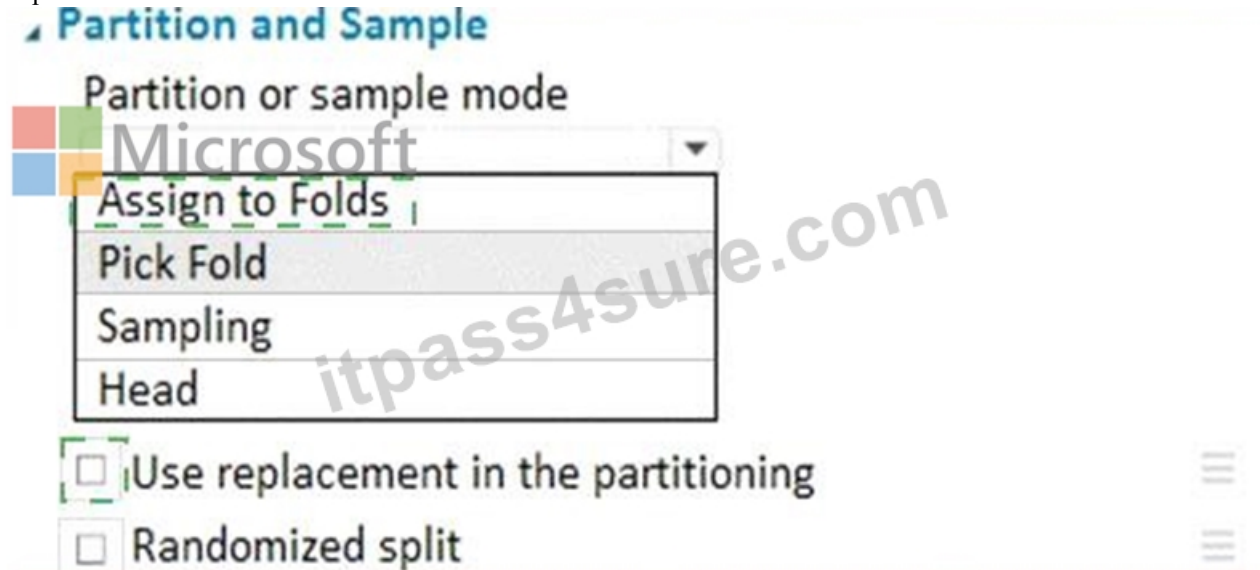 Partition and Sample
Partition or sample mode
Microsoft
Assign to Folds
Pick Fold
Sampling
Head
itpass4sure.com
Use replacement in the partitioning
Randomized split